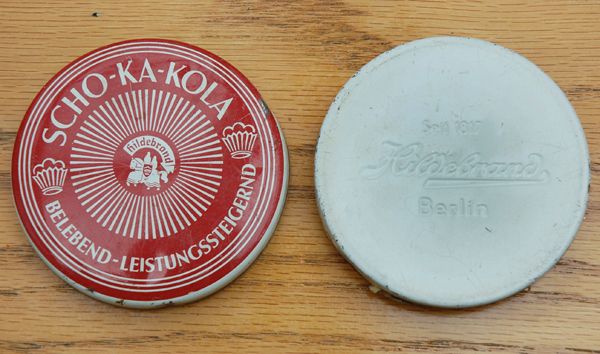 SCHO-KA-KOLA
Hildebrand
BELEBEND-LEISTUNGSSTEIGERND
Seit 1817
Hildebrand
Berlin